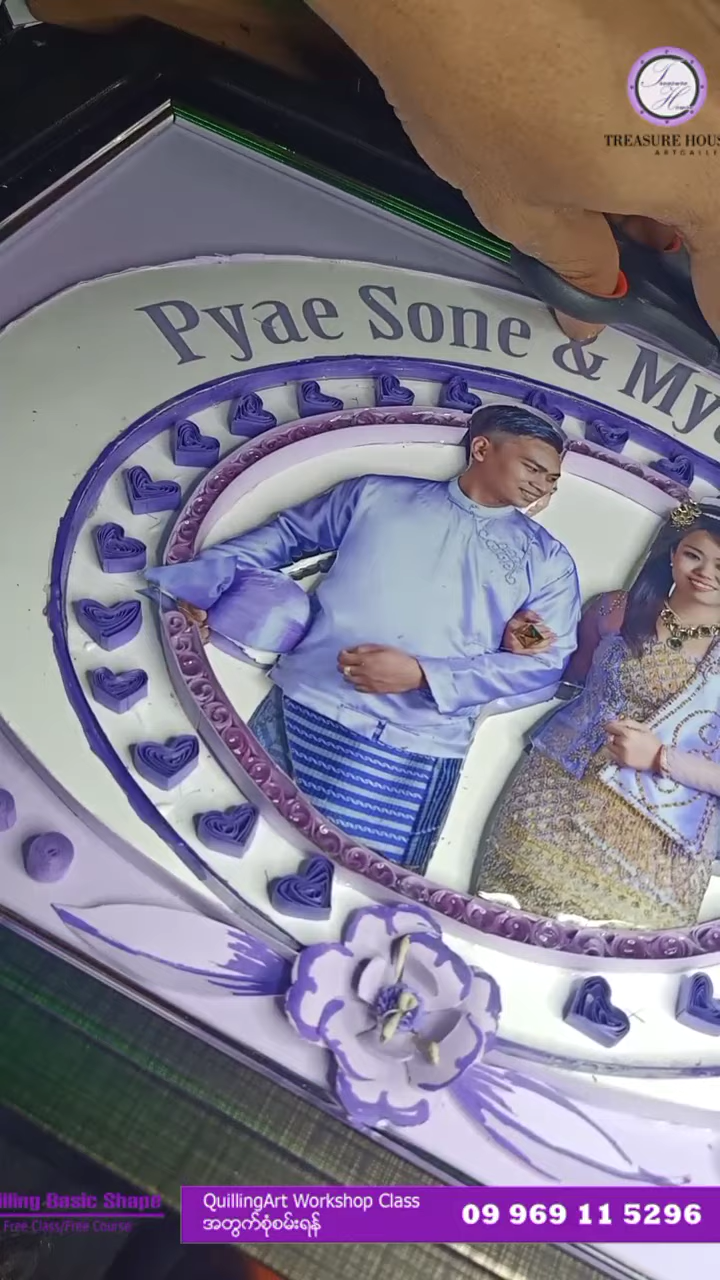 TREASURE HOUS
ARTGALLE
Pyae Sone & Mya
illing Basic Shape
Free Class/Free Course
QuillingArt Workshop Class
အတွက်စုံစမ်းရန်
09 969 11 5296